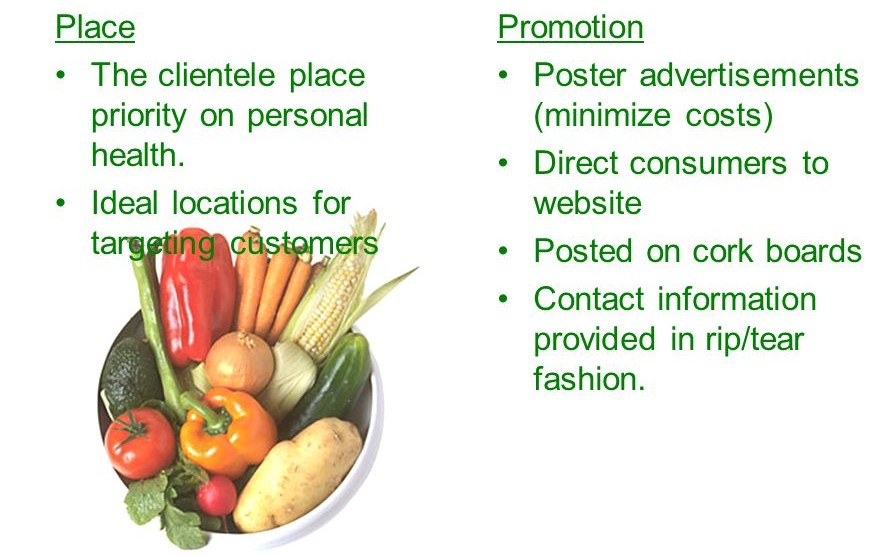 Place
• The clientele place
priority on personal
health.
• Ideal locations for
targeting customers
Promotion
• Poster advertisements
(minimize costs)
• Direct consumers to
website
• Posted on cork boards
• Contact information
provided in rip/tear
fashion.